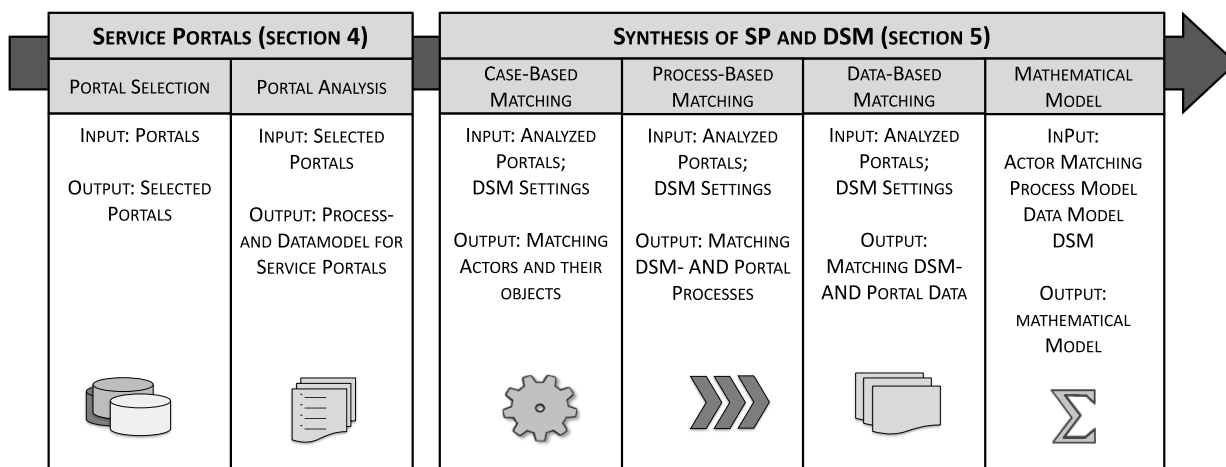 SERVICE PORTALS (SECTION 4)
PORTAL SELECTION
INPUT: PORTALS
OUTPUT: SELECTED
PORTALS
PORTAL ANALYSIS
INPUT: SELECTED
PORTALS
OUTPUT: PROCESS-
AND DATAMODEL FOR
SERVICE PORTALS
SYNTHESIS OF SP AND DSM (SECTION 5)
CASE-BASED
MATCHING
INPUT: ANALYZED
PORTALS;
DSM SETTINGS
OUTPUT: MATCHING
ACTORS AND THEIR
OBJECTS
PROCESS-BASED
MATCHING
INPUT: ANALYZED
PORTALS;
DSM SETTINGS
OUTPUT: MATCHING
DSM- AND PORTAL
PROCESSES
DATA-BASED
MATCHING
INPUT: ANALYZED
PORTALS;
DSM SETTINGS
OUTPUT:
MATCHING DSM-
AND PORTAL DATA
MATHEMATICAL
MODEL
INPUT:
ACTOR MATCHING
PROCESS MODEL
DATA MODEL
DSM
OUTPUT:
MATHEMATICAL
MODEL
Σ